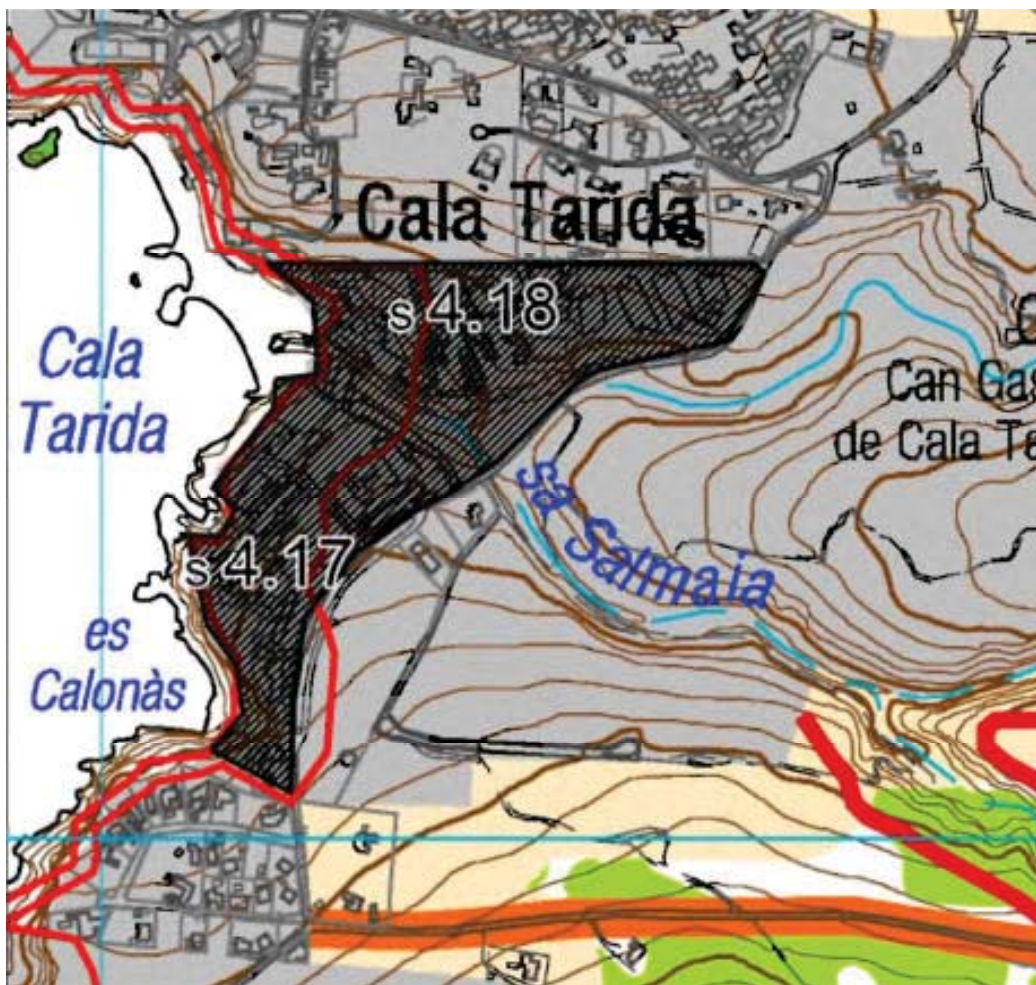 Cala Tarida
s 4.18
Cala
Tarida
Can Gas
de Cala Ta
sa Salmaia
s 4.17
es
Calonàs